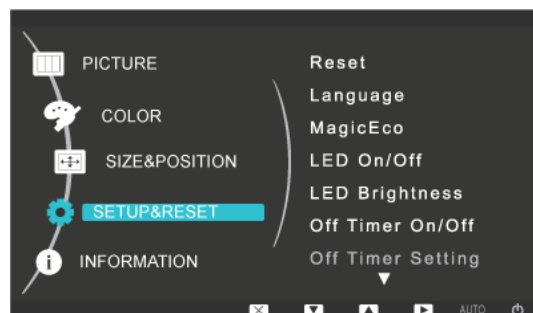 PICTURE
COLOR
SIZE&POSITION
SETUP&RESET
INFORMATION
Reset
Language
MagicEco
LED On/Off
LED Brightness
Off Timer On/Off
Off Timer Setting
AUTO